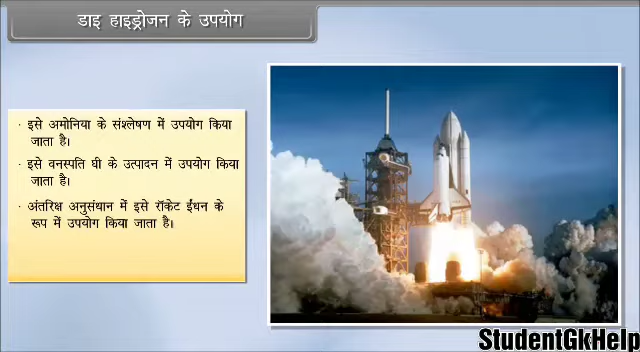 डाइ हाइड्रोजन के उपयोग
· इसे अमोनिया के संश्लेषण में उपयोग किया
जाता है।
· इसे वनस्पति घी के उत्पादन में उपयोग किया
जाता है।
· अंतरिक्ष अनुसंधान में इसे रॉकेट ईंधन के
रूप में उपयोग किया जाता है।
StudentGkHelp